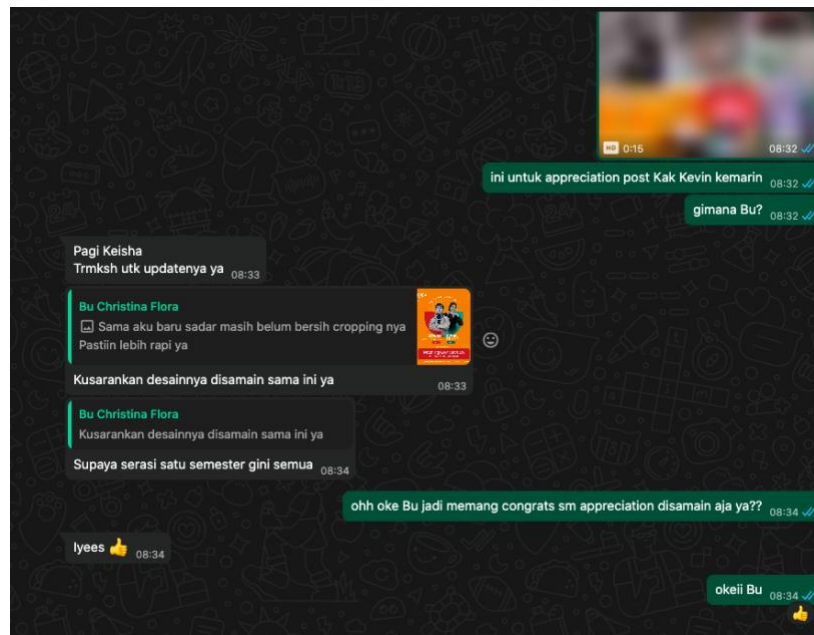 HD 0:15 08:32
ini untuk appreciation post Kak Kevin kemarin 08:32
gimana Bu? 08:32
Pagi Keisha
Trmksh utk updatenya ya 08:33
Bu Christina Flora
Sama aku baru sadar masih belum bersih cropping nya
Pastiin lebih rapi ya
Kusarankan desainnya disamain sama ini ya 08:33
Bu Christina Flora
Kusarankan desainnya disamain sama ini ya
Supaya serasi satu semester gini semua 08:34
ohh oke Bu jadi memang congrats sm appreciation disamain aja ya?? 08:34
Iyees 👍 08:34
okeii Bu 08:34
👍